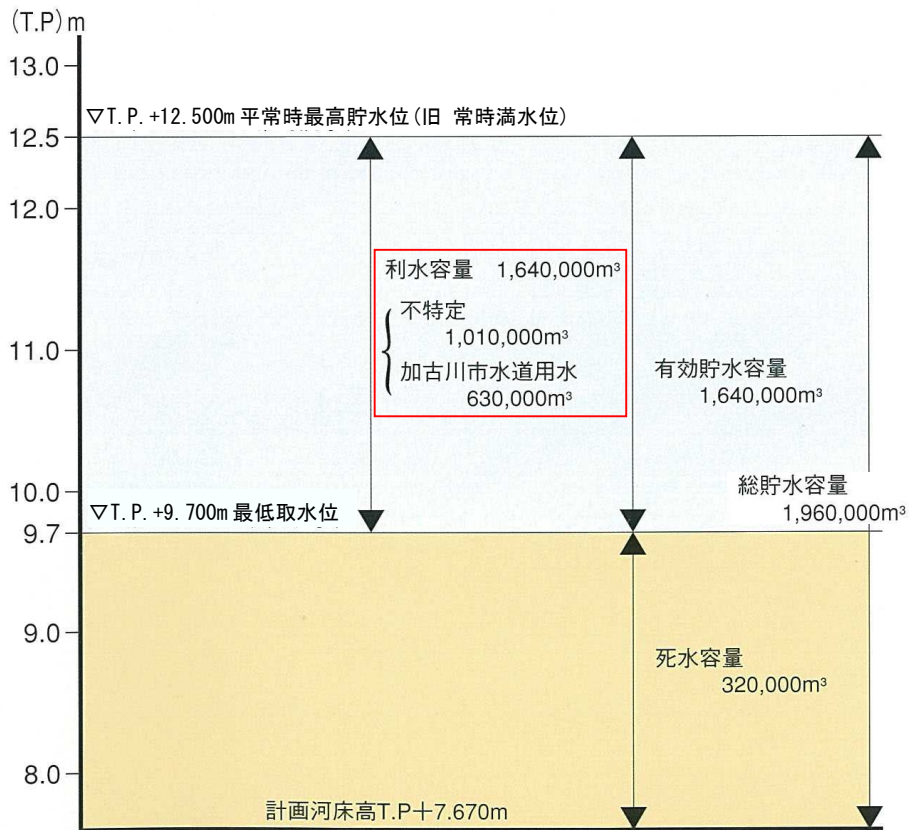 (T.P)m
13.0
▽T.P.+12.500m 平常時最高貯水位(旧 常時満水位)
12.5
12.0
利水容量 1,640,000m³
不特定
1,010,000m³
加古川市水道用水
630,000m³
11.0
有効貯水容量
1,640,000m³
10.0
総貯水容量
1,960,000m³
▽T.P.+9.700m 最低取水位
9.7
9.0
死水容量
320,000m³
8.0
計画河床高T.P+7.670m